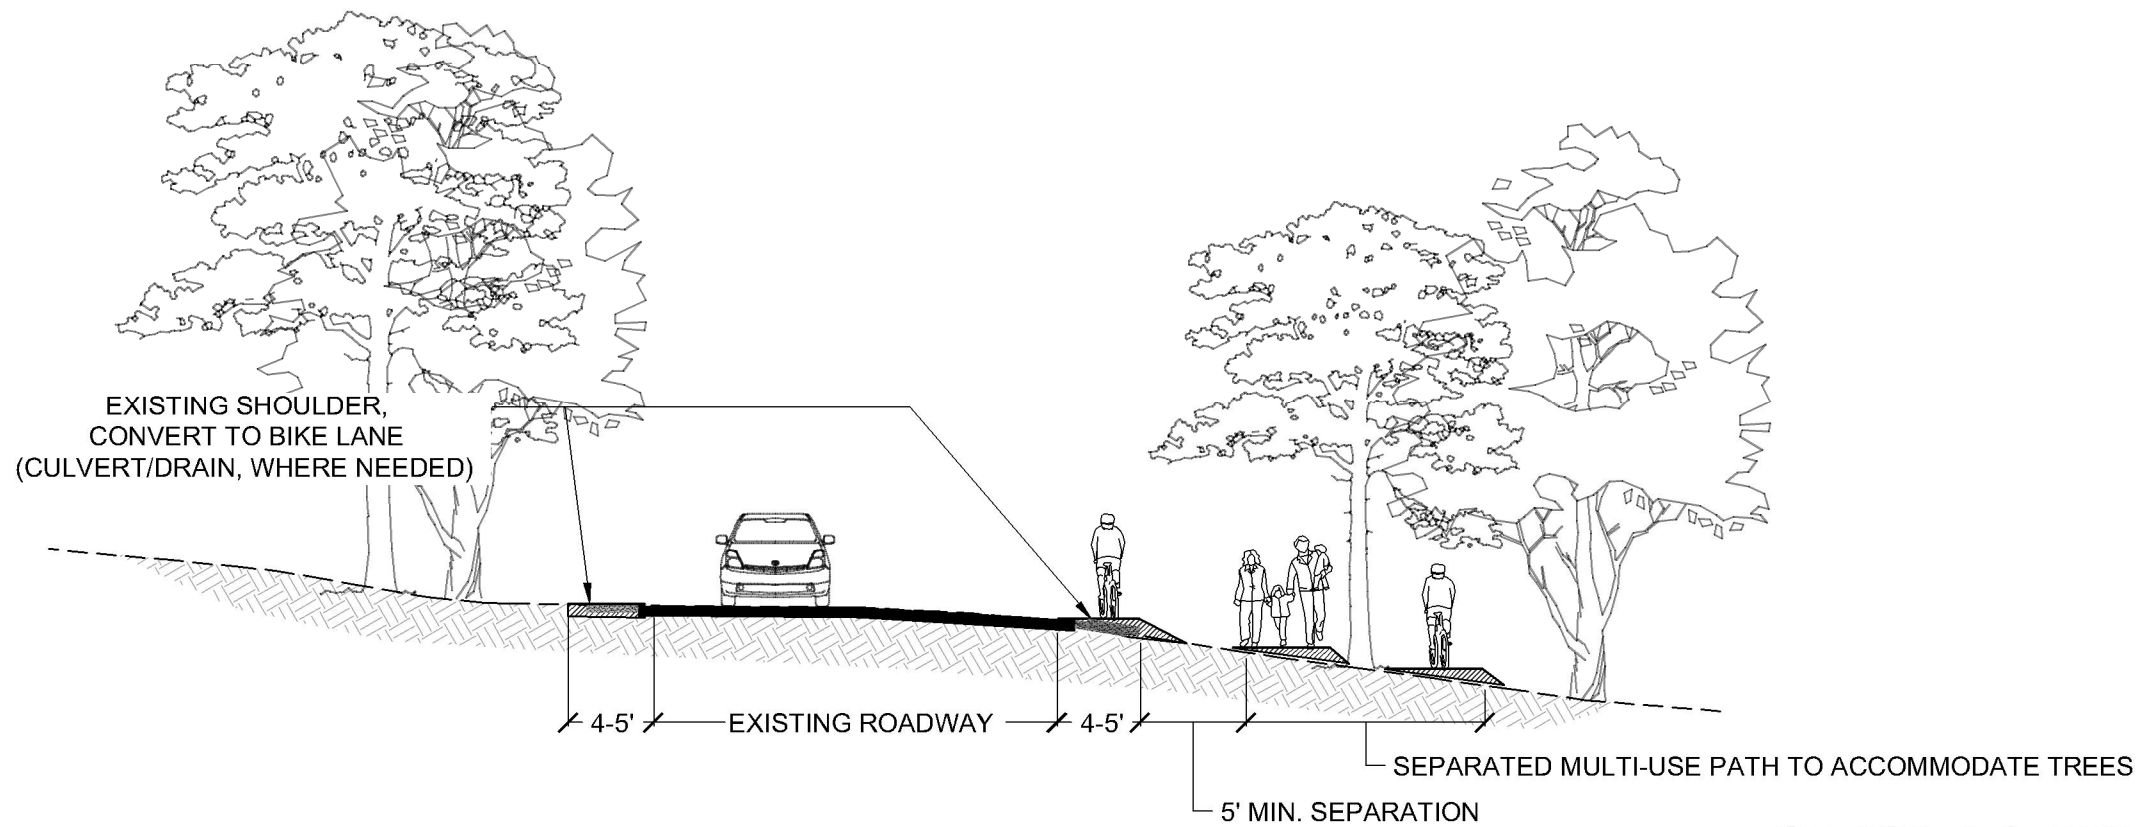 EXISTING SHOULDER,
CONVERT TO BIKE LANE
(CULVERT/DRAIN, WHERE NEEDED)
4-5'
EXISTING ROADWAY
4-5'
SEPARATED MULTI-USE PATH TO ACCOMMODATE TREES
5' MIN. SEPARATION